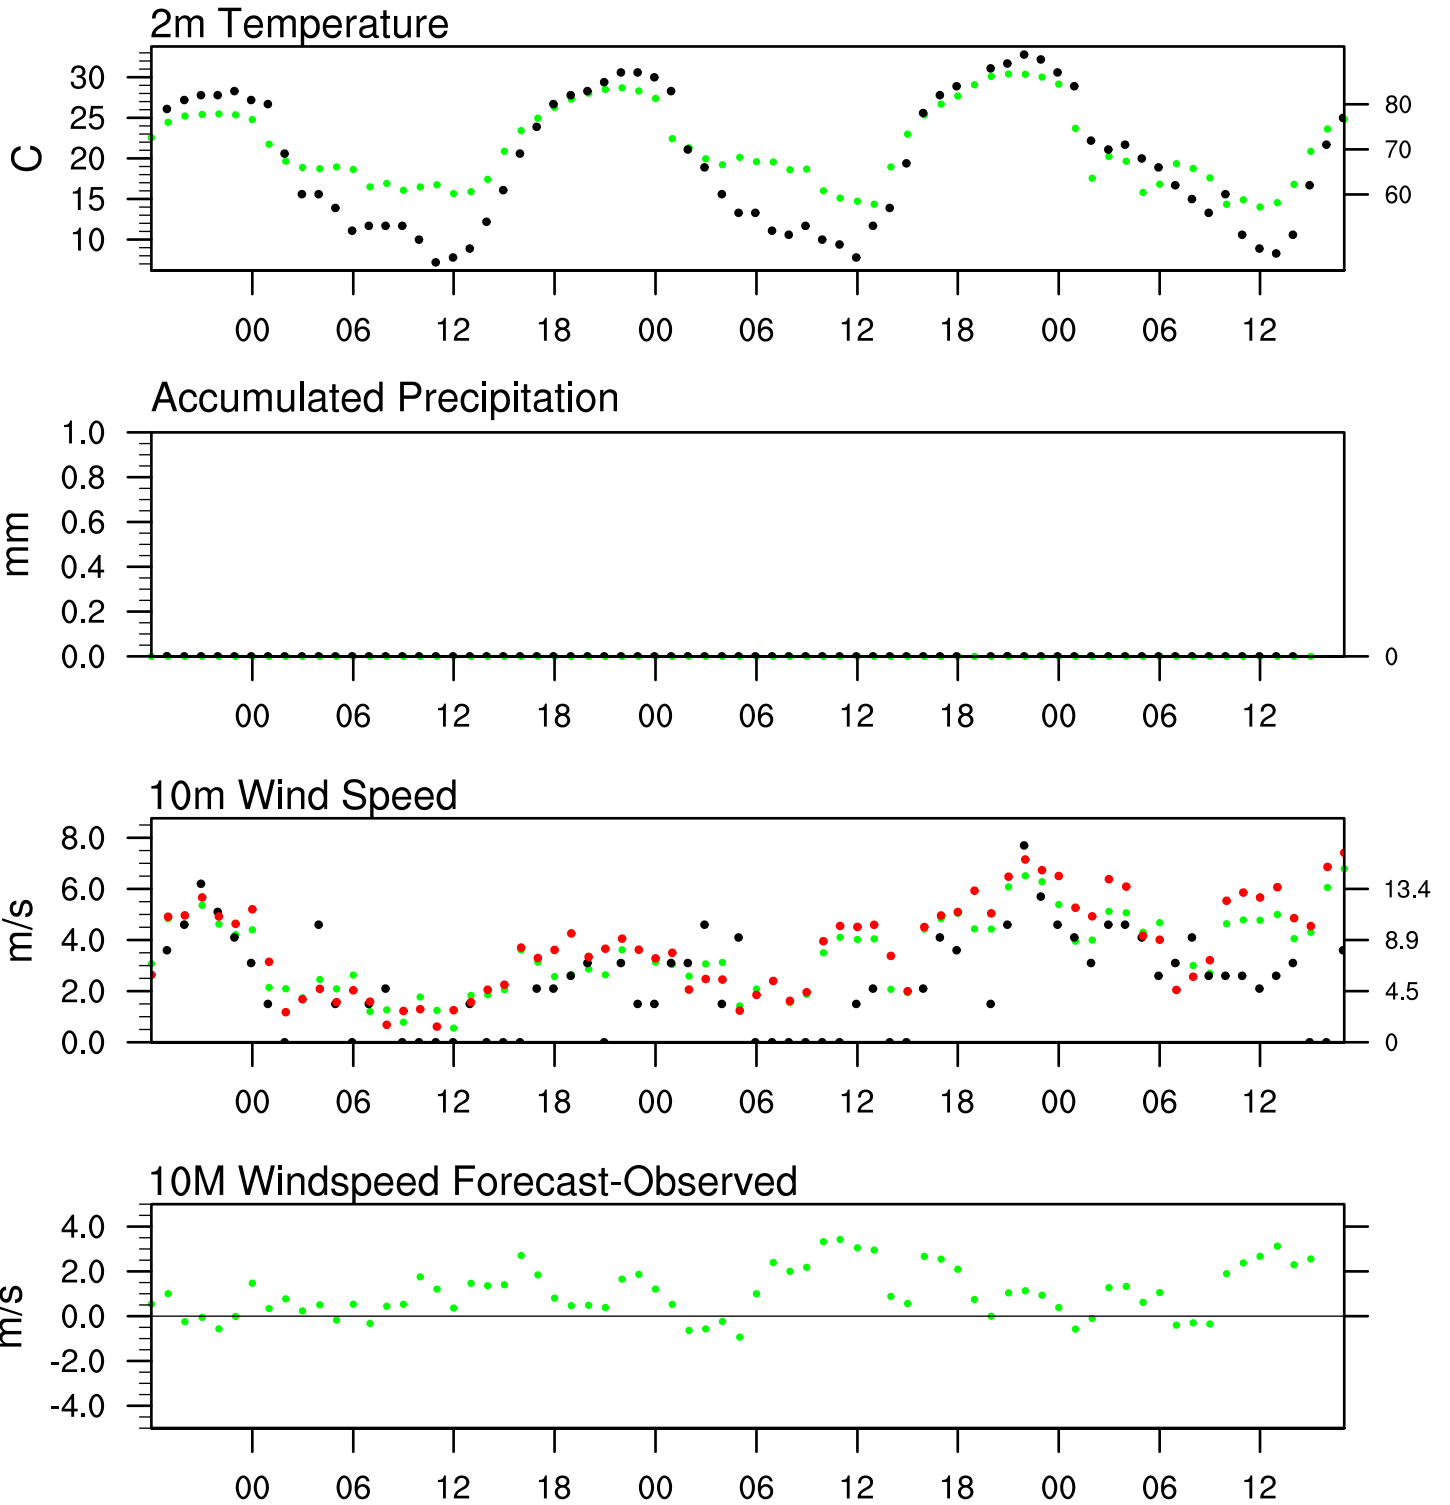 2m Temperature
C
30
25
20
15
10
80
70
60
00 06 12 18 00 06 12 18 00 06 12
Accumulated Precipitation
mm
1.0
0.8
0.6
0.4
0.2
0.0
0
00 06 12 18 00 06 12 18 00 06 12
10m Wind Speed
m/s
8.0
6.0
4.0
2.0
0.0
13.4
8.9
4.5
0
00 06 12 18 00 06 12 18 00 06 12
10M Windspeed Forecast-Observed
m/s
4.0
2.0
0.0
-2.0
-4.0
00 06 12 18 00 06 12 18 00 06 12